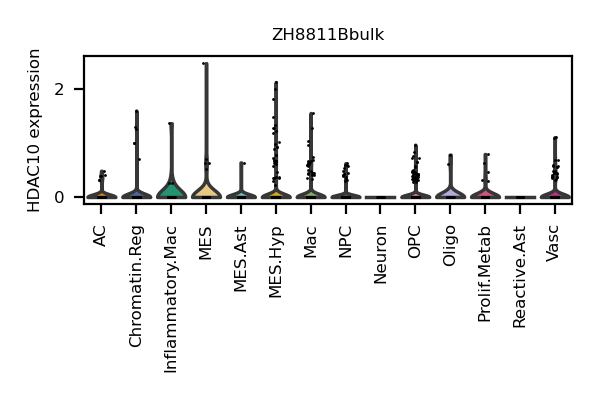 ZH8811Bbulk
HDAC10 expression
2
0
AC
Chromatin.Reg
Inflammatory.Mac
MES
MES.Ast
MES.Hyp
Mac
NPC
Neuron
OPC
Oligo
Prolif.Metab
Reactive.Ast
Vasc